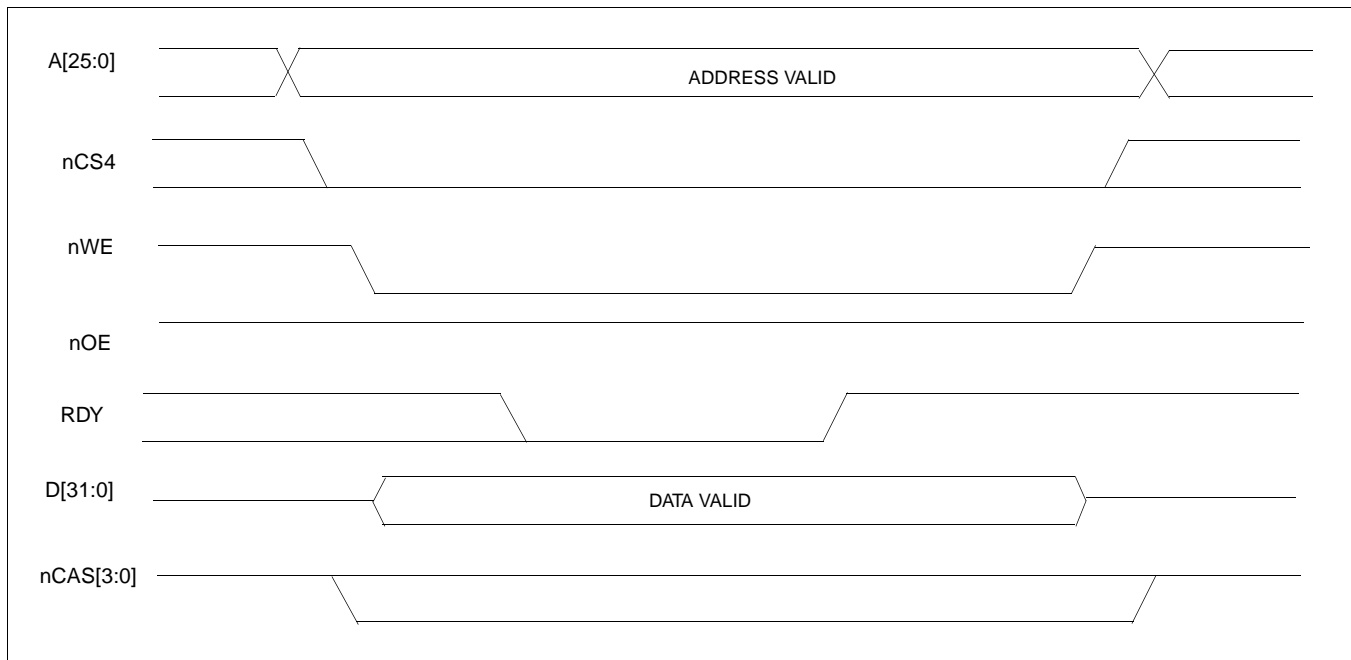 A[25:0]
ADDRESS VALID
nCS4
nWE
nOE
RDY
D[31:0]
DATA VALID
nCAS[3:0]